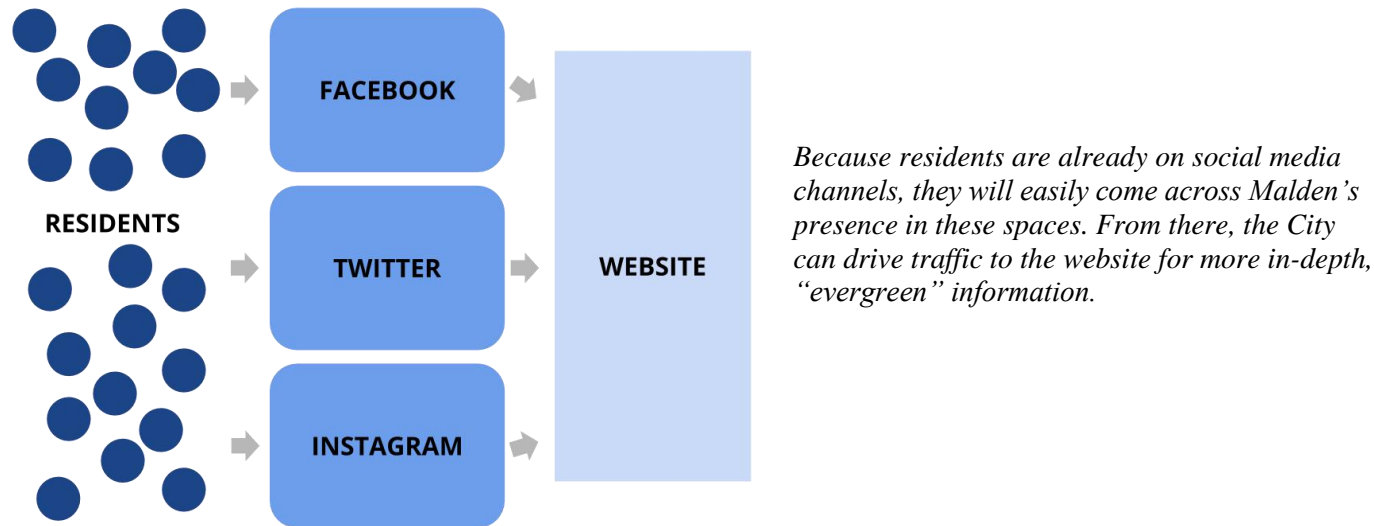 FACEBOOK
RESIDENTS
TWITTER
WEBSITE
INSTAGRAM
Because residents are already on social media
channels, they will easily come across Malden’s
presence in these spaces. From there, the City
can drive traffic to the website for more in-depth,
“evergreen” information.